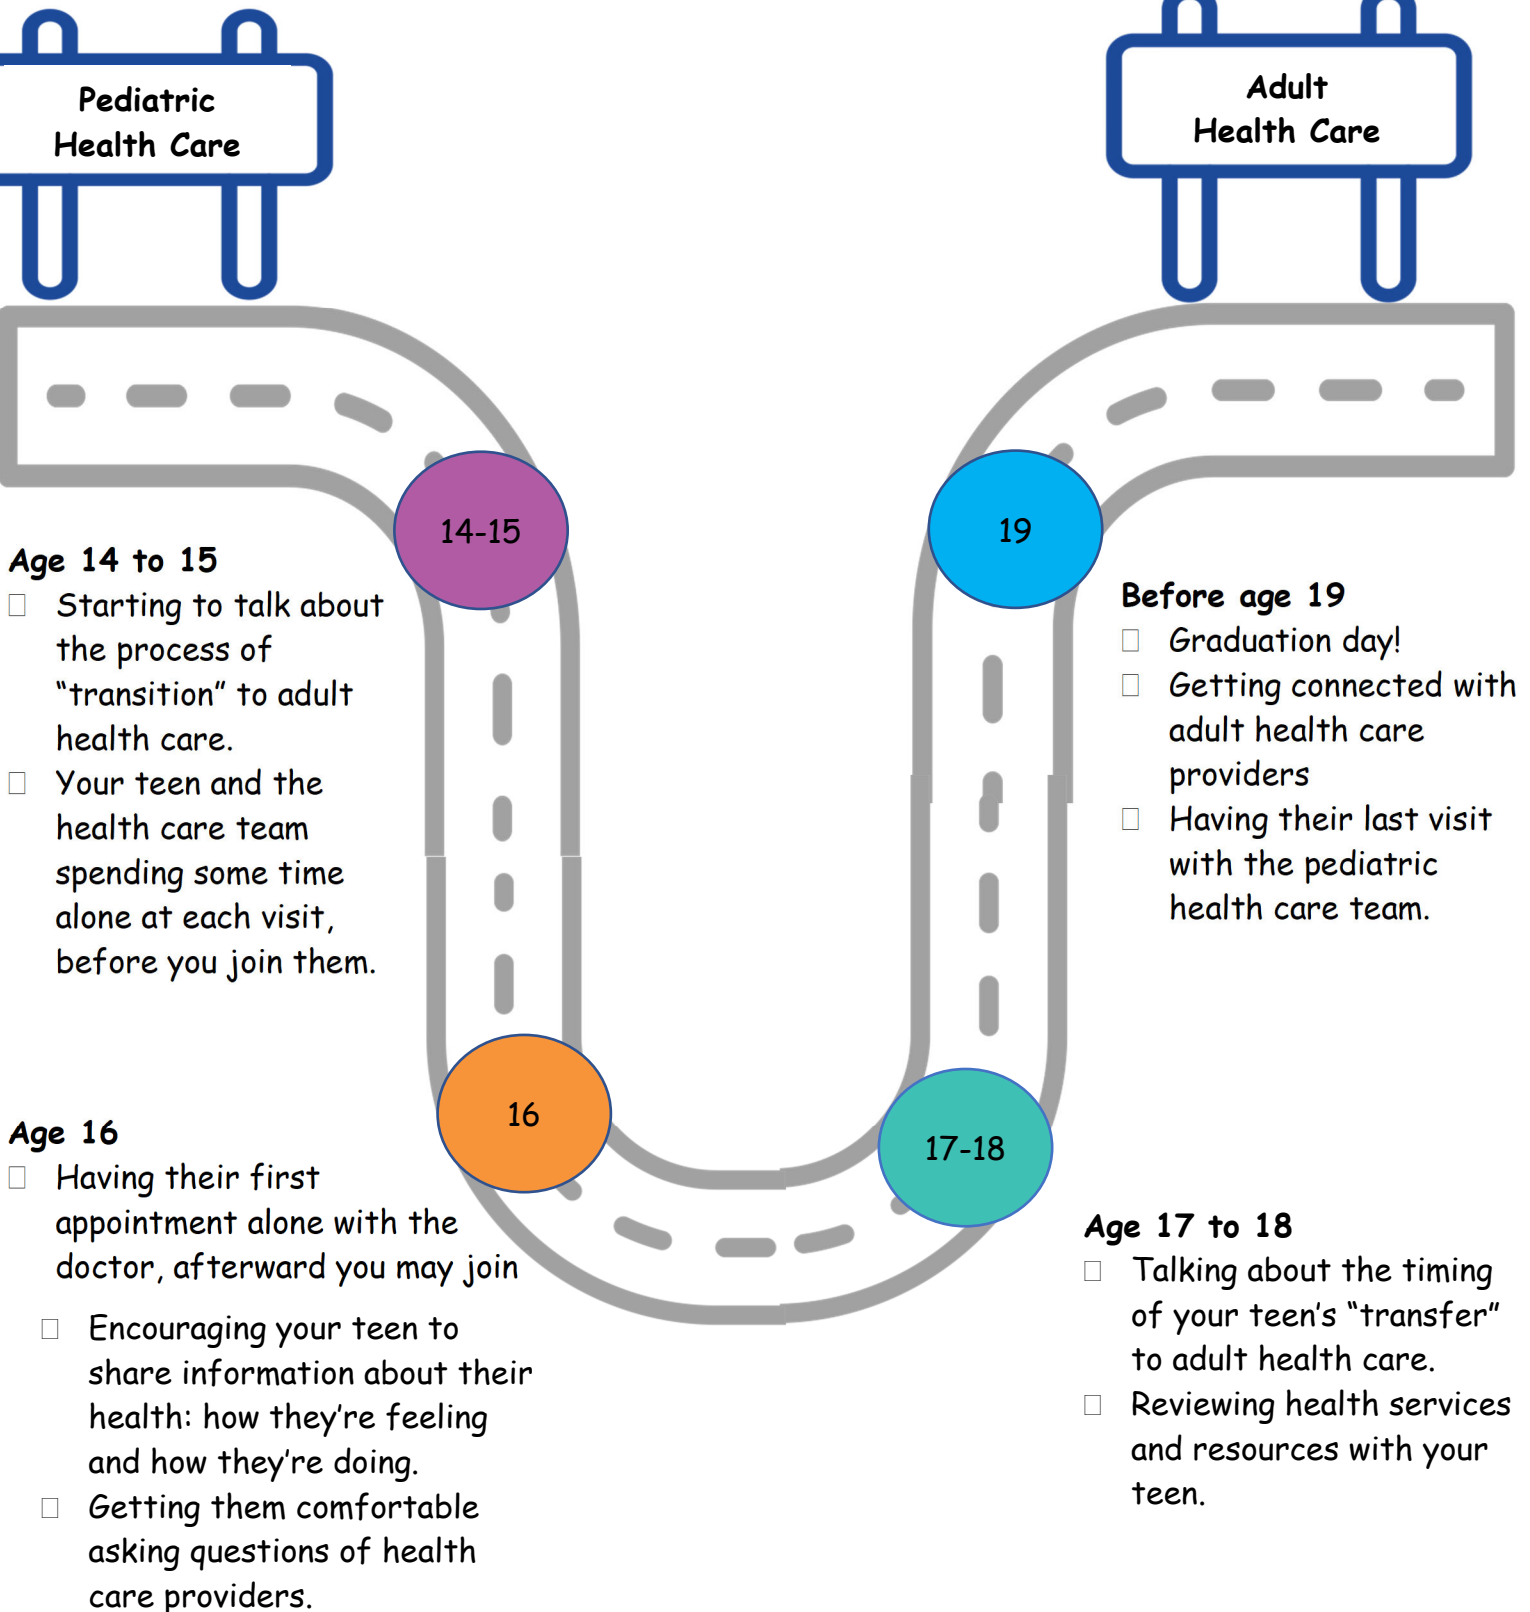 Pediatric
Health Care
Adult
Health Care
14-15
19
Age 14 to 15
Starting to talk about
the process of
“transition” to adult
health care.
Your teen and the
health care team
spending some time
alone at each visit,
before you join them.
Before age 19
Graduation day!
Getting connected with
adult health care
providers
Having their last visit
with the pediatric
health care team.
16
17-18
Age 16
Having their first
appointment alone with the
doctor, afterward you may join
Encouraging your teen to
share information about their
health: how they’re feeling
and how they’re doing.
Getting them comfortable
asking questions of health
care providers.
Age 17 to 18
Talking about the timing
of your teen’s “transfer”
to adult health care.
Reviewing health services
and resources with your
teen.